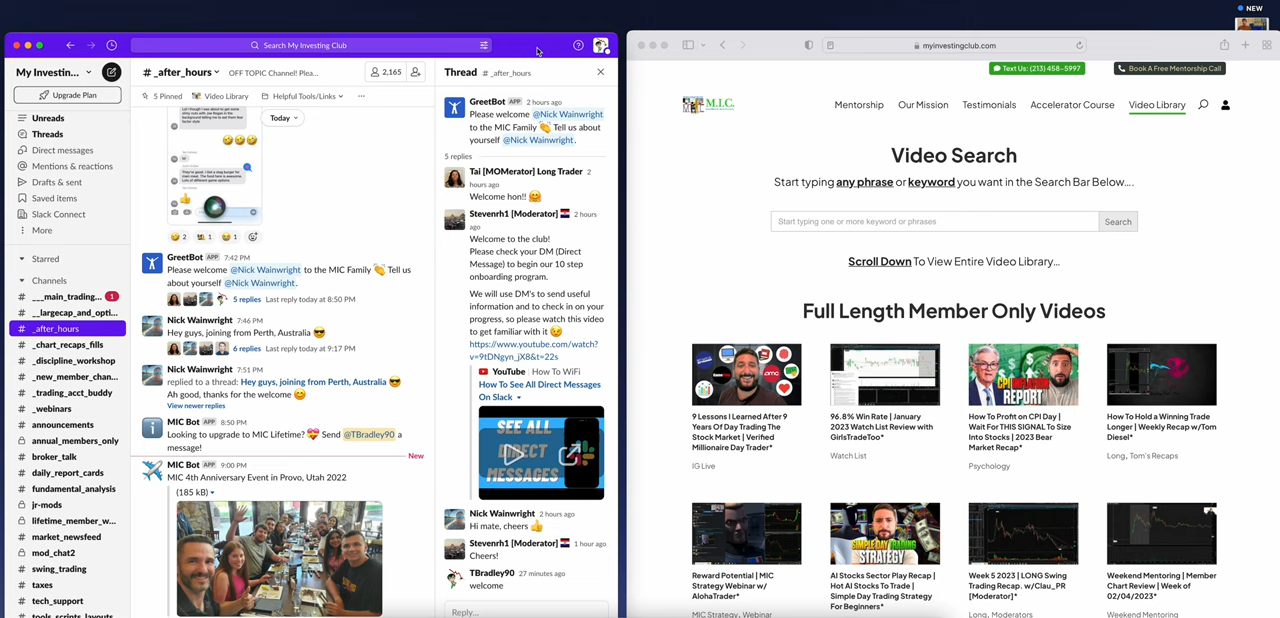 NEW
Search My Investing Club
My Investin...
Upgrade Plan
Unreads
Threads
Direct messages
Mentions & reactions
Drafts & sent
Saved items
Slack Connect
More
Starred
Channels
# ___main_trading... 1
# __largecap_and_opti...
# _after_hours
# _chart_recaps_fills
# _discipline_workshop
# _new_member_chan...
# _trading_acct_buddy
# _webinars
# announcements
annual_members_only
# broker_talk
# daily_report_cards
# fundamental_analysis
jr-mods
lifetime_member_w...
# market_newsfeed
mod_chat2
# swing_trading
# taxes
# tech_support
# tools_scripts_layouts
# _after_hours
OFF TOPIC Channel! Plea...
2,165
5 Pinned
Video Library
Helpful Tools/Links
Today
2
1
1
GreetBot APP 7:42 PM
Please welcome @Nick Wainwright to the MIC Family 👏 Tell us
about yourself @Nick Wainwright.
5 replies Last reply today at 8:50 PM
Nick Wainwright 7:46 PM
Hey guys, joining from Perth, Australia 😎
6 replies Last reply today at 9:17 PM
Nick Wainwright 7:51 PM
replied to a thread: Hey guys, joining from Perth, Australia 😎
Ah good, thanks for the welcome 😊
View newer replies
MIC Bot APP 8:50 PM
Looking to upgrade to MIC Lifetime? 💝 Send @TBradley90 a
message!
New
MIC Bot APP 9:00 PM
MIC 4th Anniversary Event in Provo, Utah 2022
(185 kB)
Thread # _after_hours
GreetBot APP 2 hours ago
Please welcome @Nick Wainwright
to the MIC Family 👏 Tell us about
yourself @Nick Wainwright.
5 replies
Tai [MOMerator] Long Trader 2
hours ago
Welcome hon!! 🤗
Stevenrh1 [Moderator] 2 hours
ago
Welcome to the club!
Please check your DM (Direct
Message) to begin our 10 step
onboarding program.
We will use DM's to send useful
information and to check in on your
progress, so please watch this video
to get familiar with it 😉
https://www.youtube.com/watch?
v=9tDNgyn_jX8&t=22s
YouTube | How To WiFi
How To See All Direct Messages
On Slack
SEE ALL
DIRECT
MESSAGES
Nick Wainwright 2 hours ago
Hi mate, cheers 👍
Stevenrh1 [Moderator] 1 hour ago
Cheers!
TBradley90 27 minutes ago
welcome
Reply...
myinvestingclub.com
Text Us: (213) 458-5997
Book A Free Mentorship Call
M.I.C.
Mentorship
Our Mission
Testimonials
Accelerator Course
Video Library
Video Search
Start typing any phrase or keyword you want in the Search Bar Below....
Start typing one or more keyword or phrases
Search
Scroll Down To View Entire Video Library...
Full Length Member Only Videos
CPI INFLATION
REPORT
9 Lessons I Learned After 9
Years Of Day Trading The
Stock Market | Verified
Millionaire Day Trader*
IG Live
96.8% Win Rate | January
2023 Watch List Review with
GirlsTradeToo*
Watch List
How To Profit on CPI Day |
Wait For THIS SIGNAL To Size
Into Stocks | 2023 Bear
Market Recap*
Psychology
How To Hold a Winning Trade
Longer | Weekly Recap w/Tom
Diesel*
Long, Tom's Recaps
SIMPLE DAY TRADING
STRATEGY
Reward Potential | MIC
Strategy Webinar w/
AlohaTrader*
MIC Strategy, Webinar
AI Stocks Sector Play Recap |
Hot AI Stocks To Trade |
Simple Day Trading Strategy
For Beginners*
Week 5 2023 | LONG Swing
Trading Recap. w/Clau_PR
[Moderator]*
Long, Moderators
Weekend Mentoring | Member
Chart Review | Week of
02/04/2023*
Weekend Mentoring